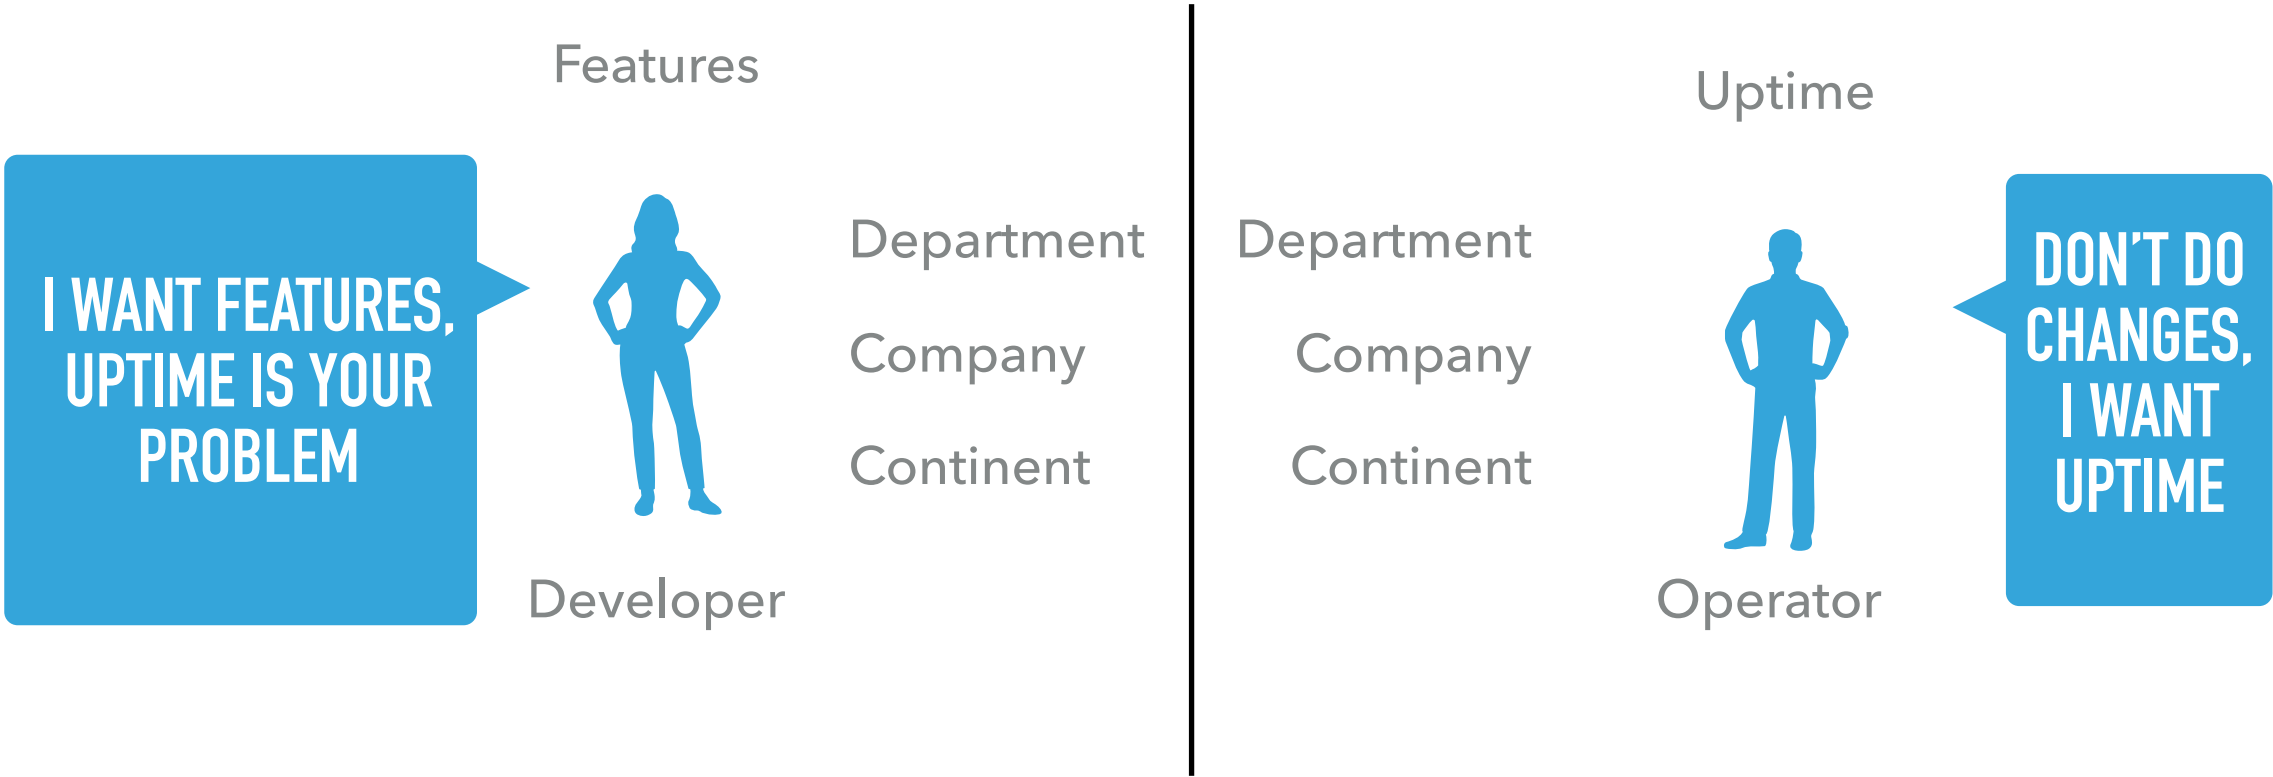 Features
I WANT FEATURES,
UPTIME IS YOUR
PROBLEM
Department
Company
Continent
Developer
Uptime
Department
Company
Continent
Operator
DON'T DO
CHANGES,
I WANT
UPTIME